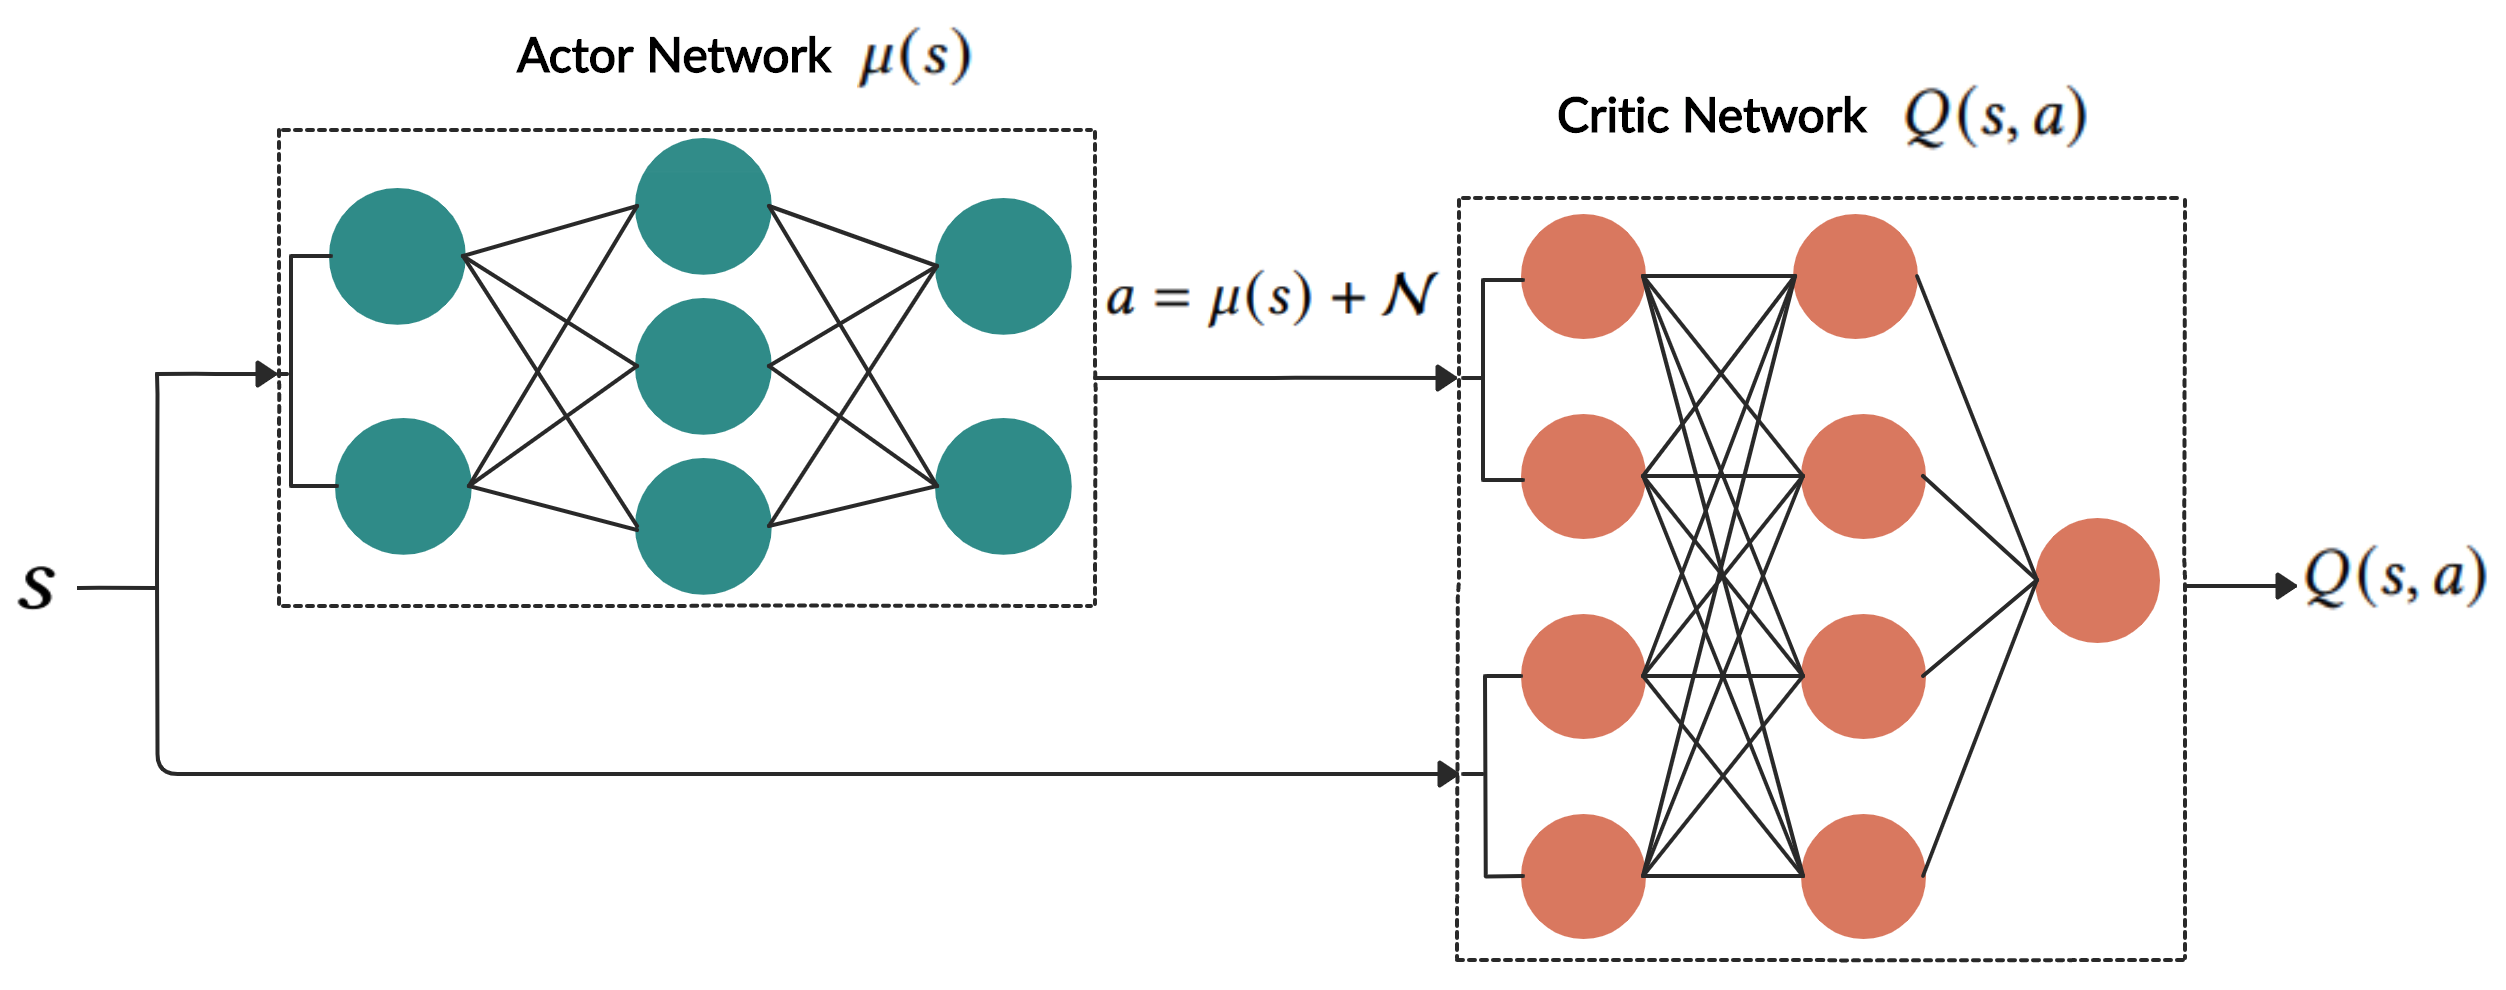 Actor Network μ(s)
Critic Network Q(s, a)
a = μ(s) + 𝒩
s
Q(s, a)